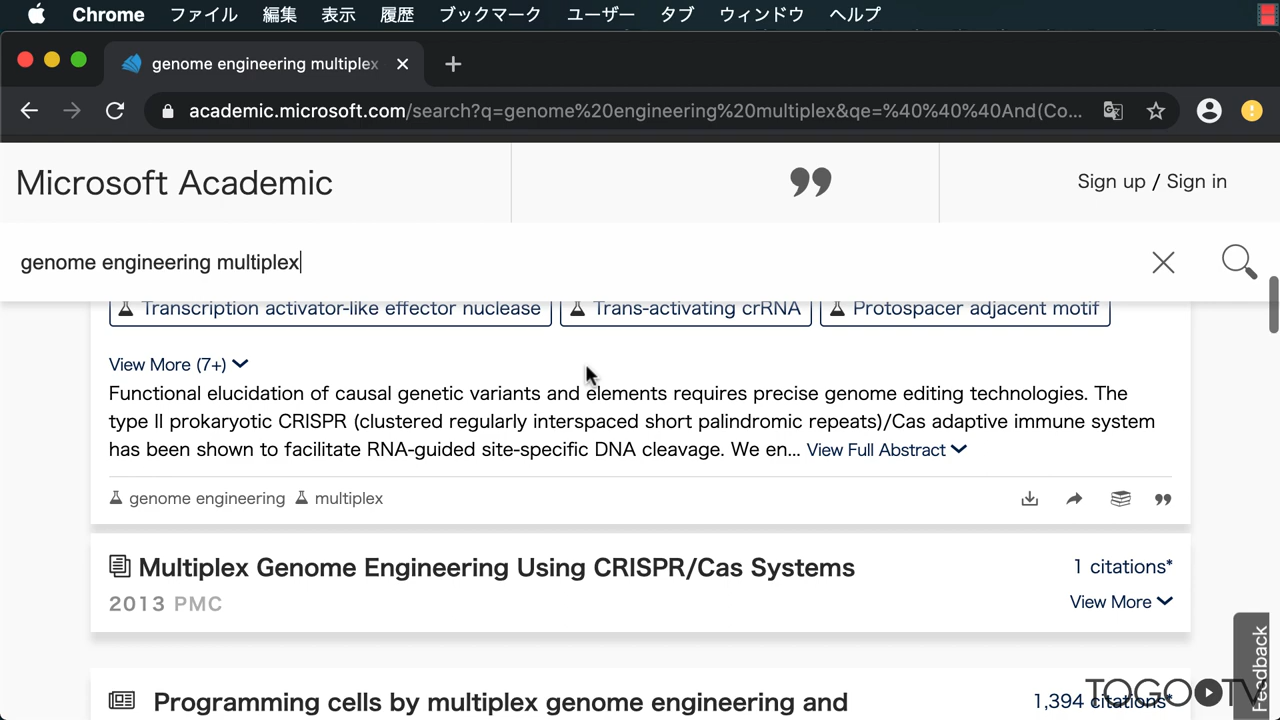 Chrome ファイル 編集 表示 履歴 ブックマーク ユーザー タブ ウィンドウ ヘルプ
genome engineering multiplex
academic.microsoft.com/search?q=genome%20engineering%20multiplex&qe=%40%40%40And(Co...
Microsoft Academic
Sign up / Sign in
genome engineering multiplex
Transcription activator-like effector nuclease
Trans-activating crRNA
Protospacer adjacent motif
View More (7+)
Functional elucidation of causal genetic variants and elements requires precise genome editing technologies. The
type II prokaryotic CRISPR (clustered regularly interspaced short palindromic repeats)/Cas adaptive immune system
has been shown to facilitate RNA-guided site-specific DNA cleavage. We en... View Full Abstract
genome engineering multiplex
Multiplex Genome Engineering Using CRISPR/Cas Systems
1 citations*
2013 PMC
View More
Feedback
Programming cells by multiplex genome engineering and
1,394 citations*
TOGO TV